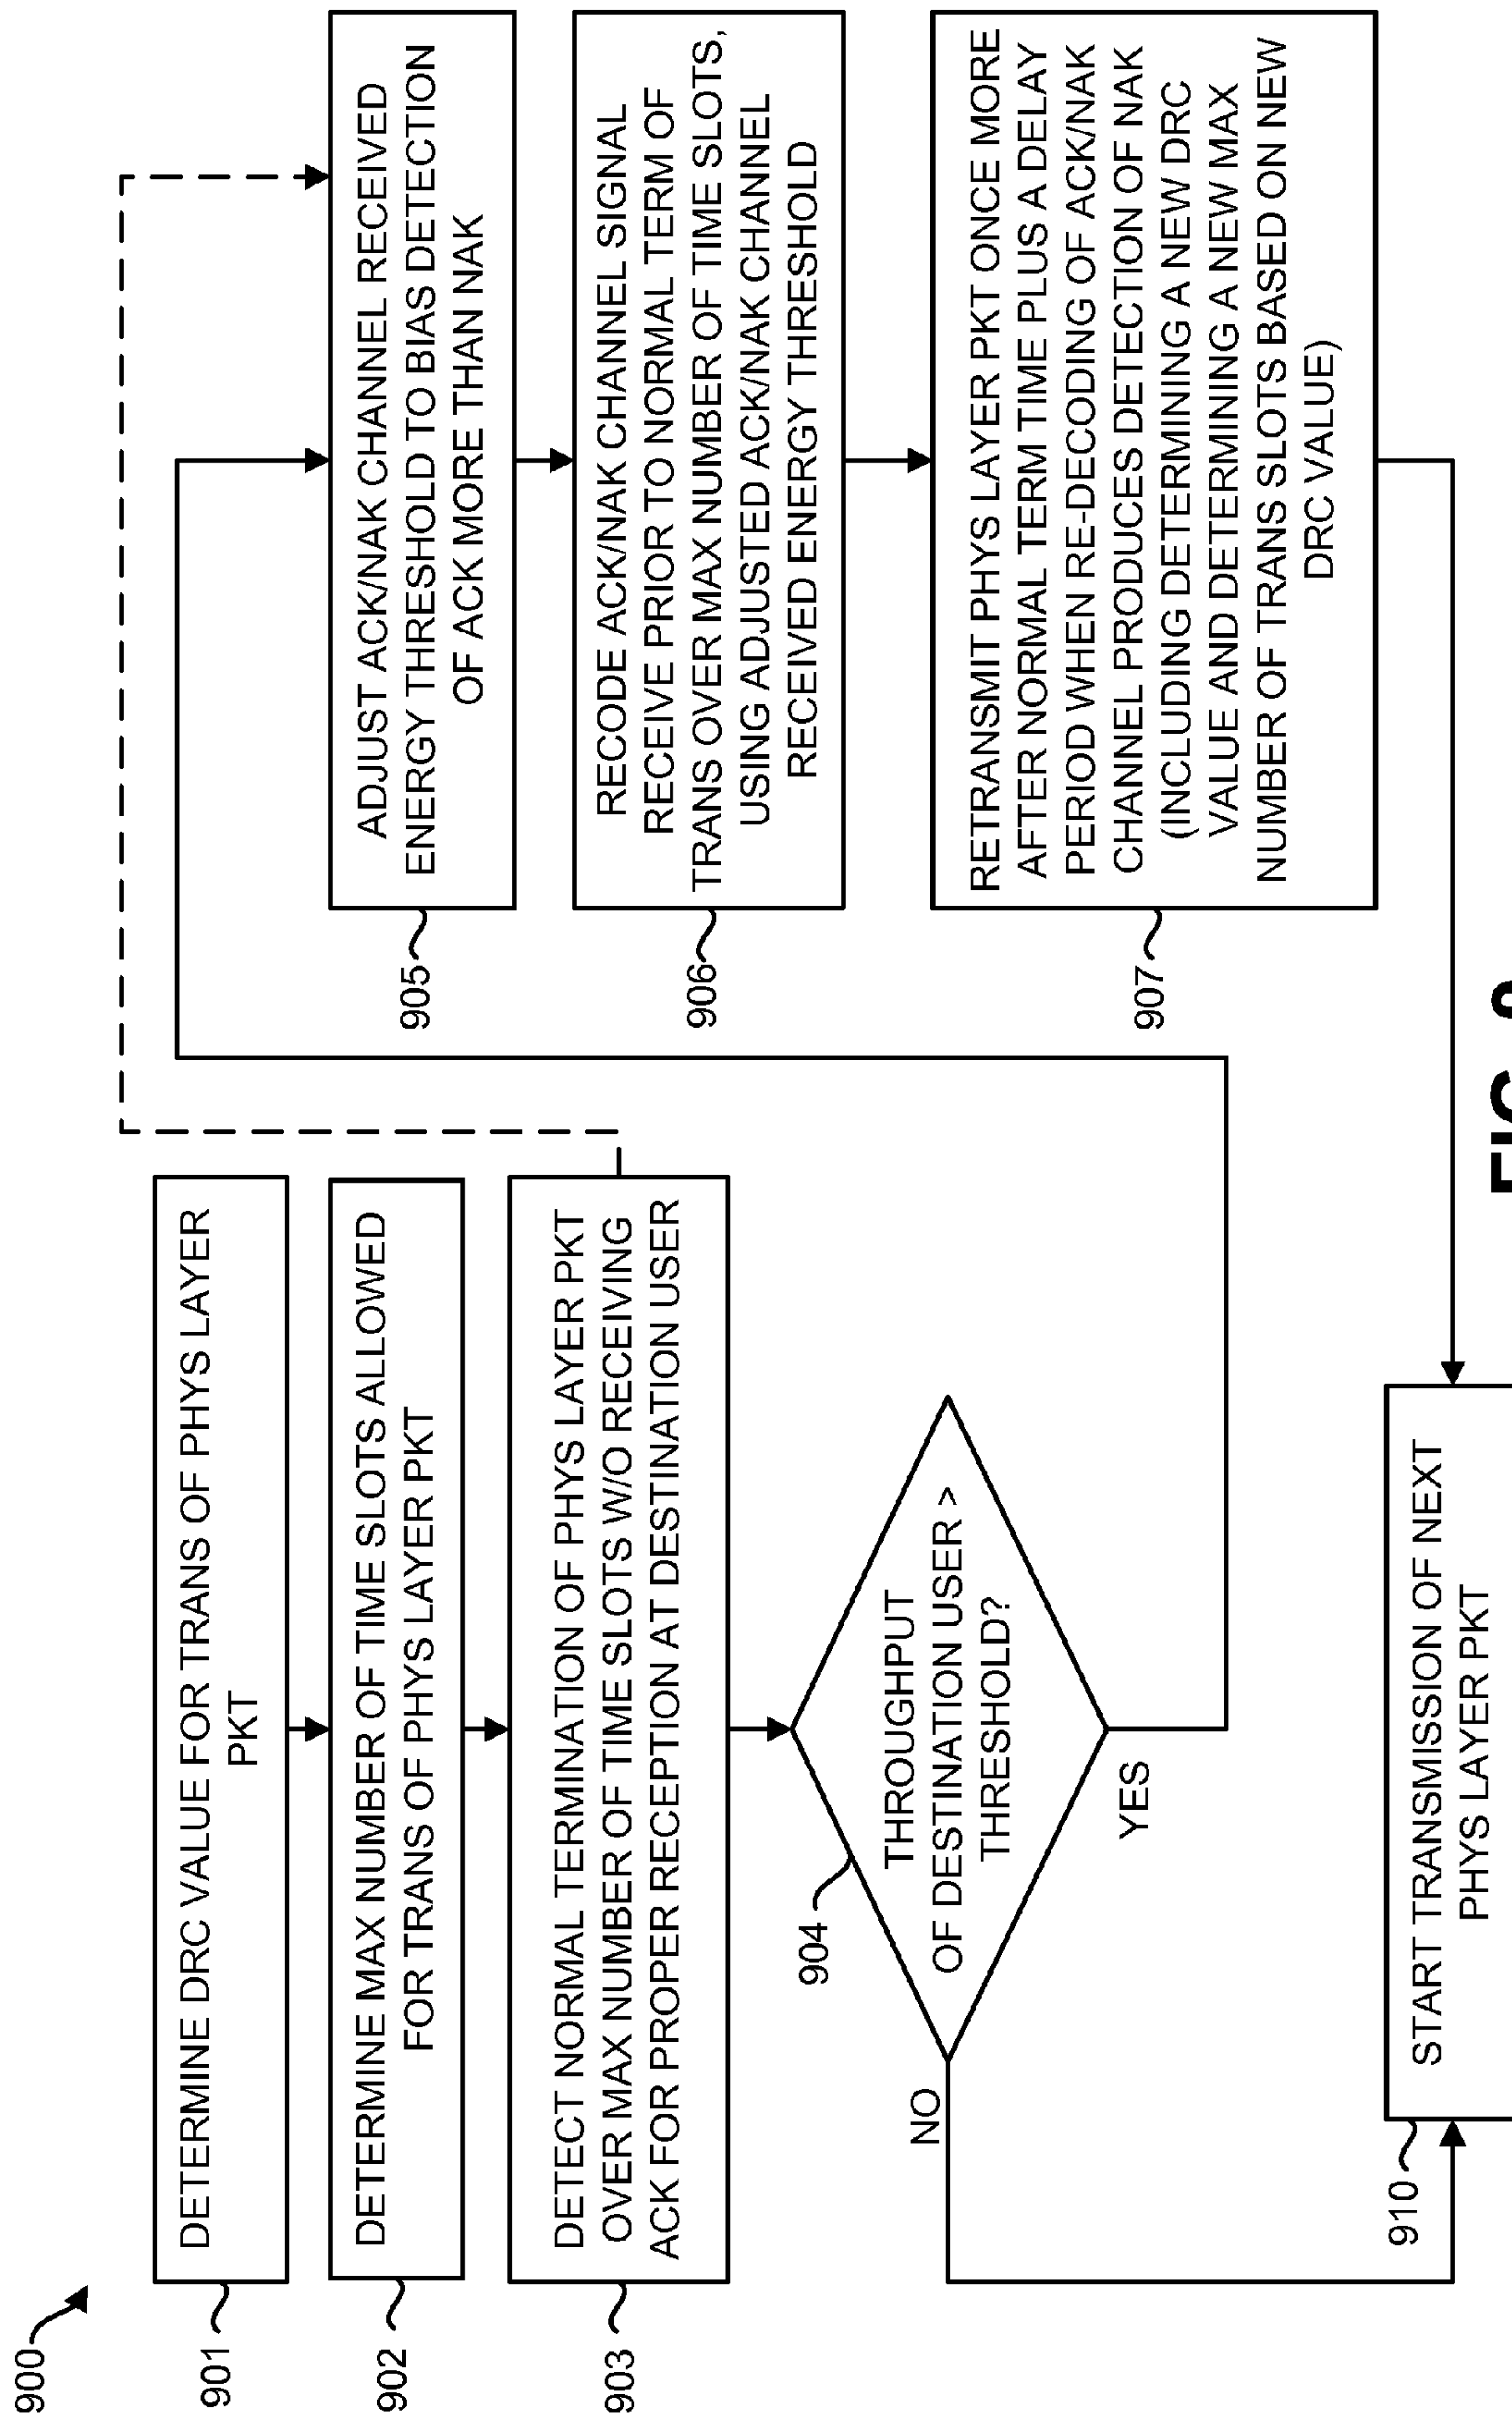 900
901
DETERMINE DRC VALUE FOR TRANS OF PHYS LAYER
PKT
902
DETERMINE MAX NUMBER OF TIME SLOTS ALLOWED
FOR TRANS OF PHYS LAYER PKT
903
DETECT NORMAL TERMINATION OF PHYS LAYER PKT
OVER MAX NUMBER OF TIME SLOTS W/O RECEIVING
ACK FOR PROPER RECEPTION AT DESTINATION USER
904
THROUGHPUT
OF DESTINATION USER >
THRESHOLD?
NO
YES
905
ADJUST ACK/NAK CHANNEL RECEIVED
ENERGY THRESHOLD TO BIAS DETECTION
OF ACK MORE THAN NAK
906
RECODE ACK/NAK CHANNEL SIGNAL
RECEIVE PRIOR TO NORMAL TERM OF
TRANS OVER MAX NUMBER OF TIME SLOTS,
USING ADJUSTED ACK/NAK CHANNEL
RECEIVED ENERGY THRESHOLD
907
RETRANSMIT PHYS LAYER PKT ONCE MORE
AFTER NORMAL TERM TIME PLUS A DELAY
PERIOD WHEN RE-DECODING OF ACK/NAK
CHANNEL PRODUCES DETECTION OF NAK
(INCLUDING DETERMINING A NEW DRC
VALUE AND DETERMINING A NEW MAX
NUMBER OF TRANS SLOTS BASED ON NEW
DRC VALUE)
910
START TRANSMISSION OF NEXT
PHYS LAYER PKT